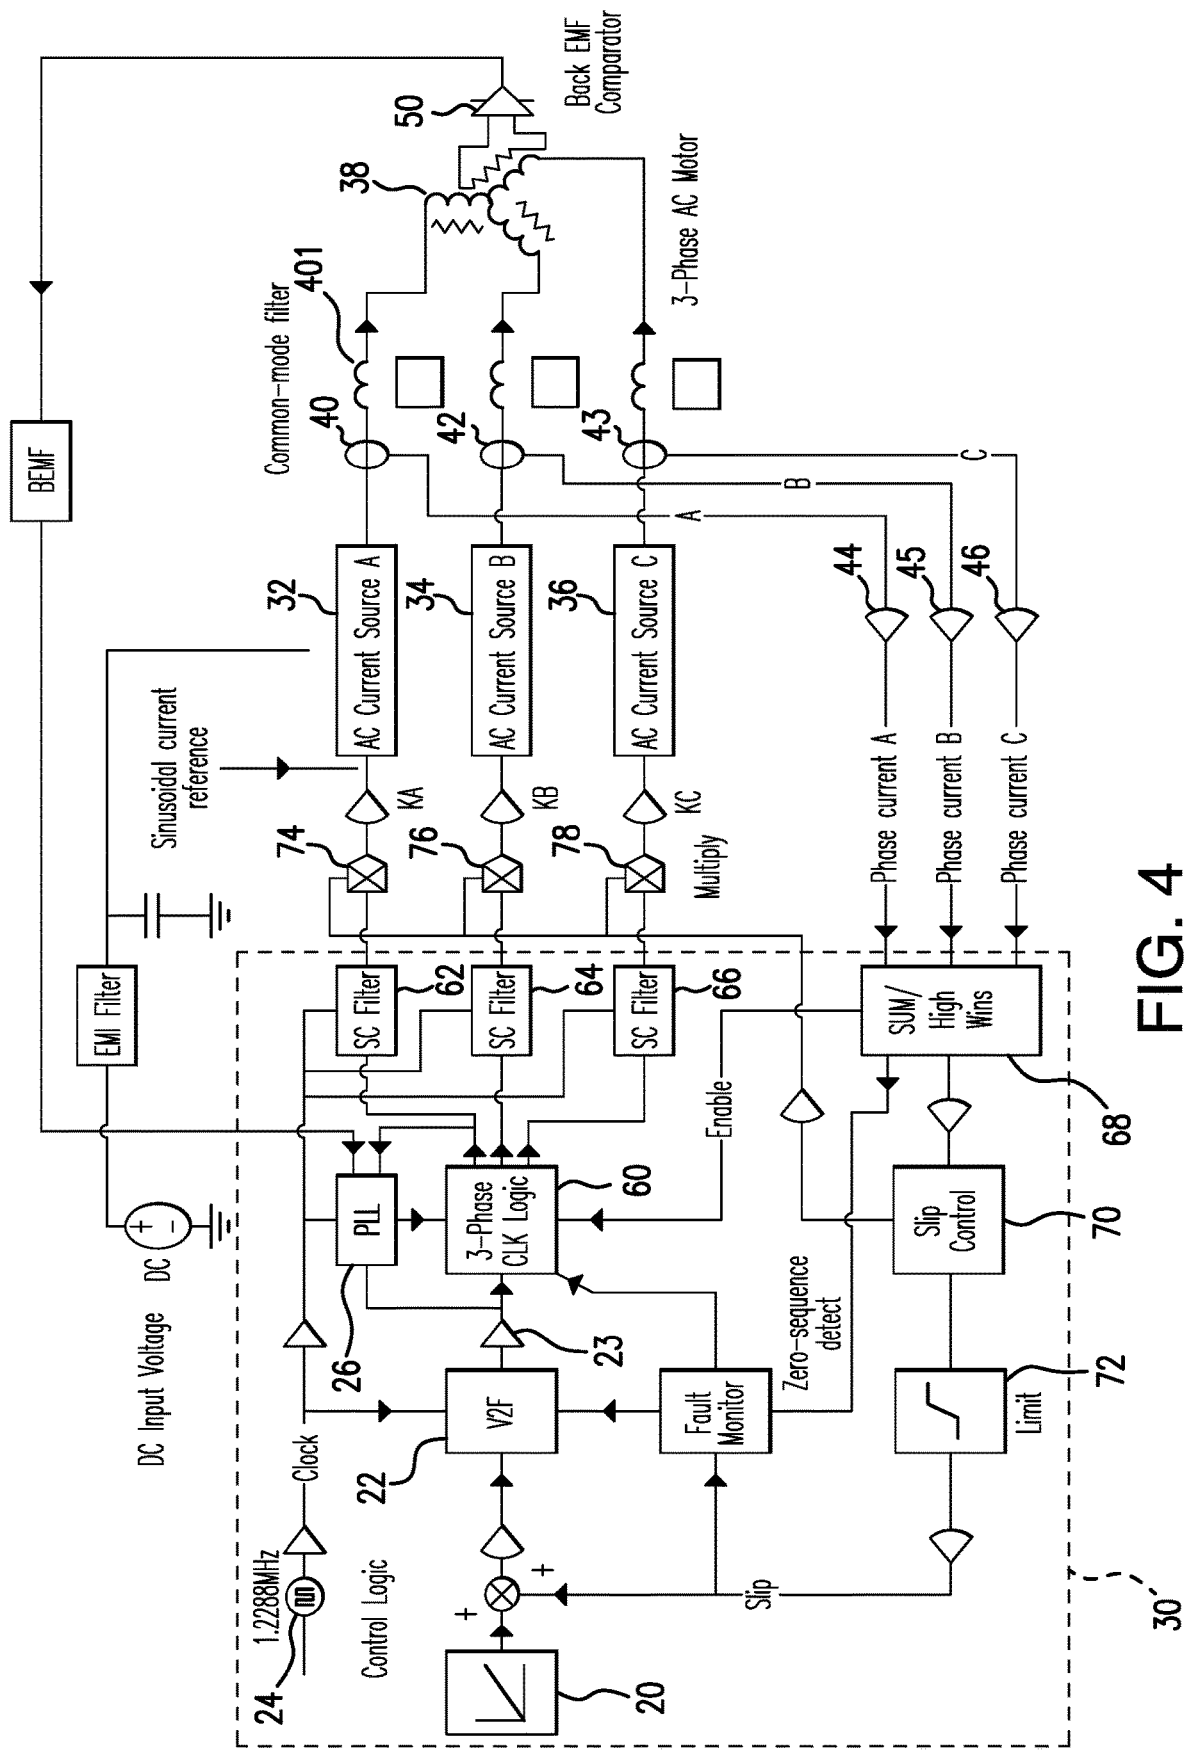 Back EMF
Comparator
50
38
3-Phase AC Motor
401
Common-mode filter
40
42
43
BEMF
A
B
C
32
34
36
AC Current Source A
AC Current Source B
AC Current Source C
44
45
46
Sinusoidal current
reference
KA
KB
KC
74
76
78
Multiply
Phase current A
Phase current B
Phase current C
EMI Filter
SC Filter
62
SC Filter
64
SC Filter
66
SUM/
High
Wins
68
Enable
DC Input Voltage
DC
+
-
PLL
26
3-Phase
CLK Logic
60
Slip
Control
70
23
Zero-sequence
detect
V2F
22
Fault
Monitor
Limit
72
Clock
1.2288MHz
24
Control Logic
+
+
Slip
20
30
FIG. 4